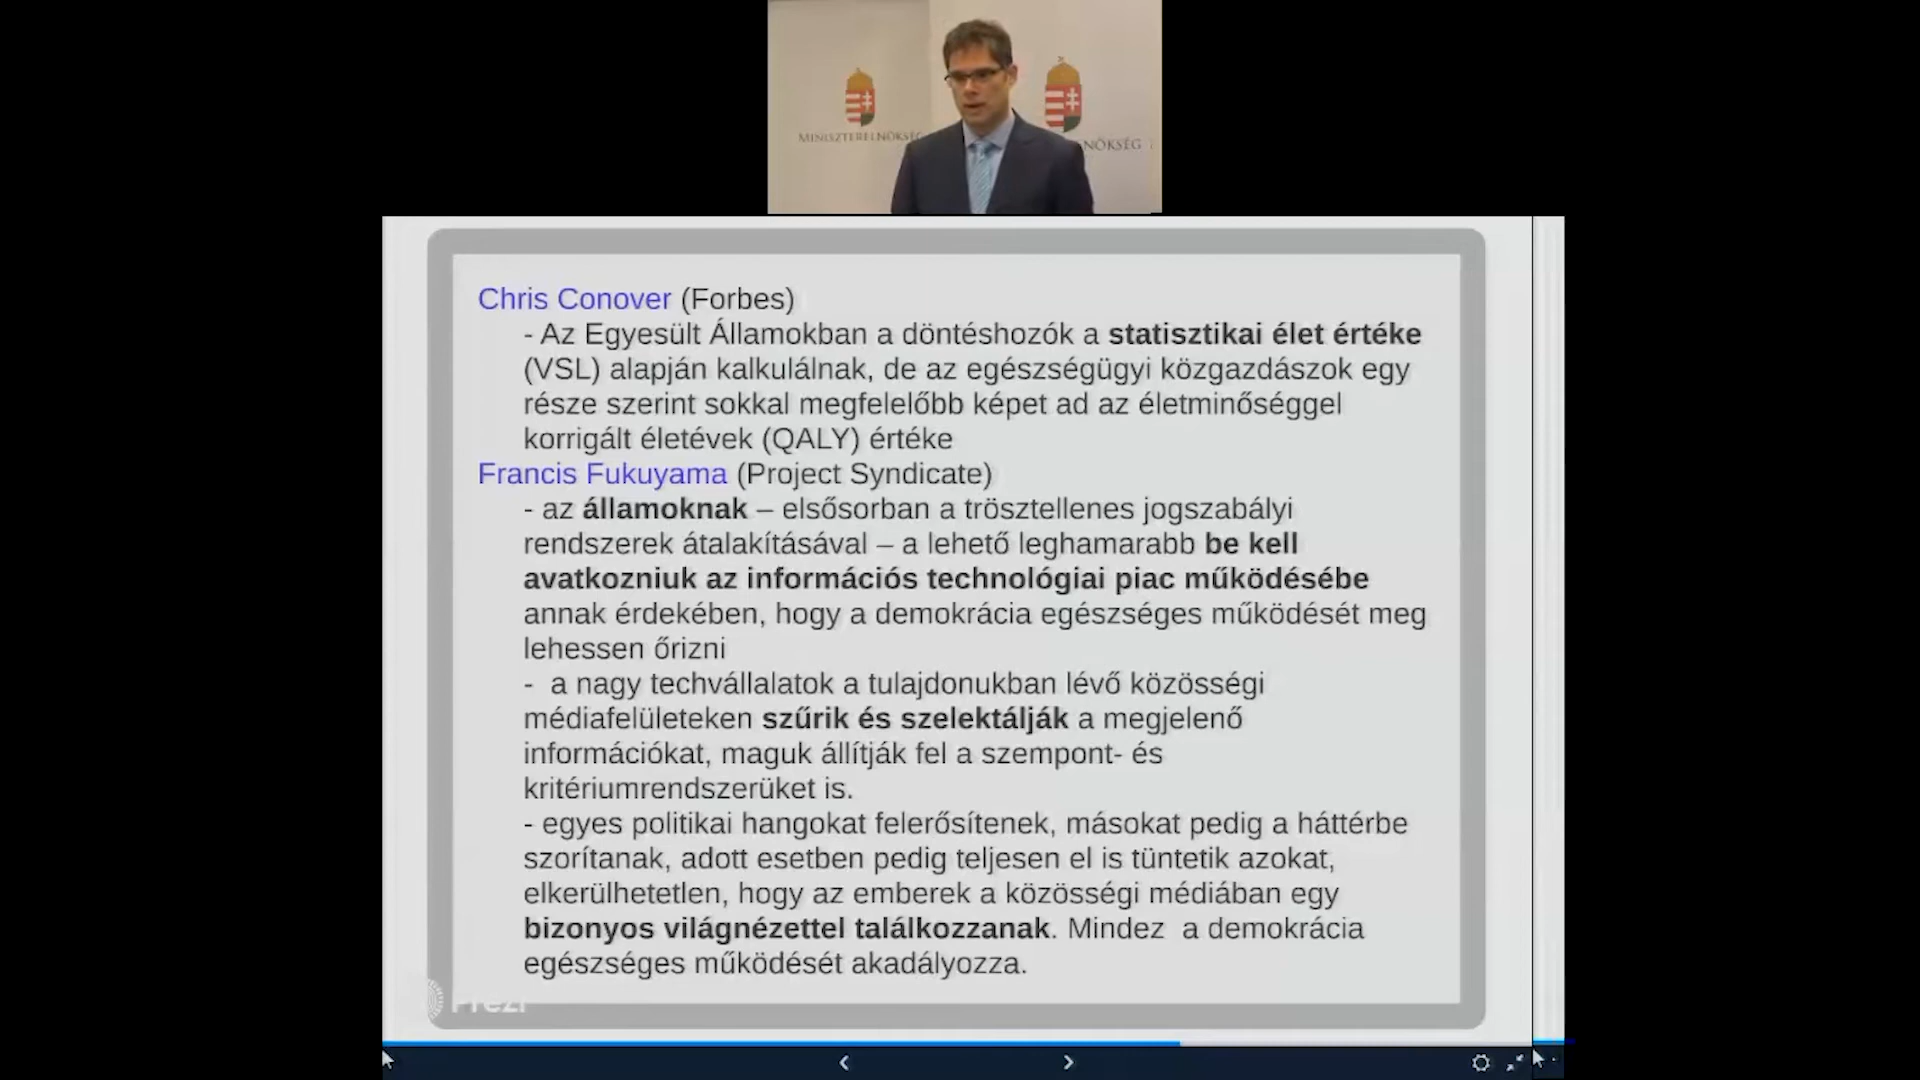 MINISZTERELNÖKSÉG
NÖKSÉG
Chris Conover (Forbes)
- Az Egyesült Államokban a döntéshozók a statisztikai élet értéke
(VSL) alapján kalkulálnak, de az egészségügyi közgazdászok egy
része szerint sokkal megfelelőbb képet ad az életminőséggel
korrigált életévek (QALY) értéke
Francis Fukuyama (Project Syndicate)
- az államoknak – elsősorban a trösztellenes jogszabályi
rendszerek átalakításával – a lehető leghamarabb be kell
avatkozniuk az információs technológiai piac működésébe
annak érdekében, hogy a demokrácia egészséges működését meg
lehessen őrizni
- a nagy techvállalatok a tulajdonukban lévő közösségi
médiafelületeken szűrik és szelektálják a megjelenő
információkat, maguk állítják fel a szempont- és
kritériumrendszerüket is.
- egyes politikai hangokat felerősítenek, másokat pedig a háttérbe
szorítanak, adott esetben pedig teljesen el is tüntetik azokat,
elkerülhetetlen, hogy az emberek a közösségi médiában egy
bizonyos világnézettel találkozzanak. Mindez a demokrácia
egészséges működését akadályozza.
Prezi